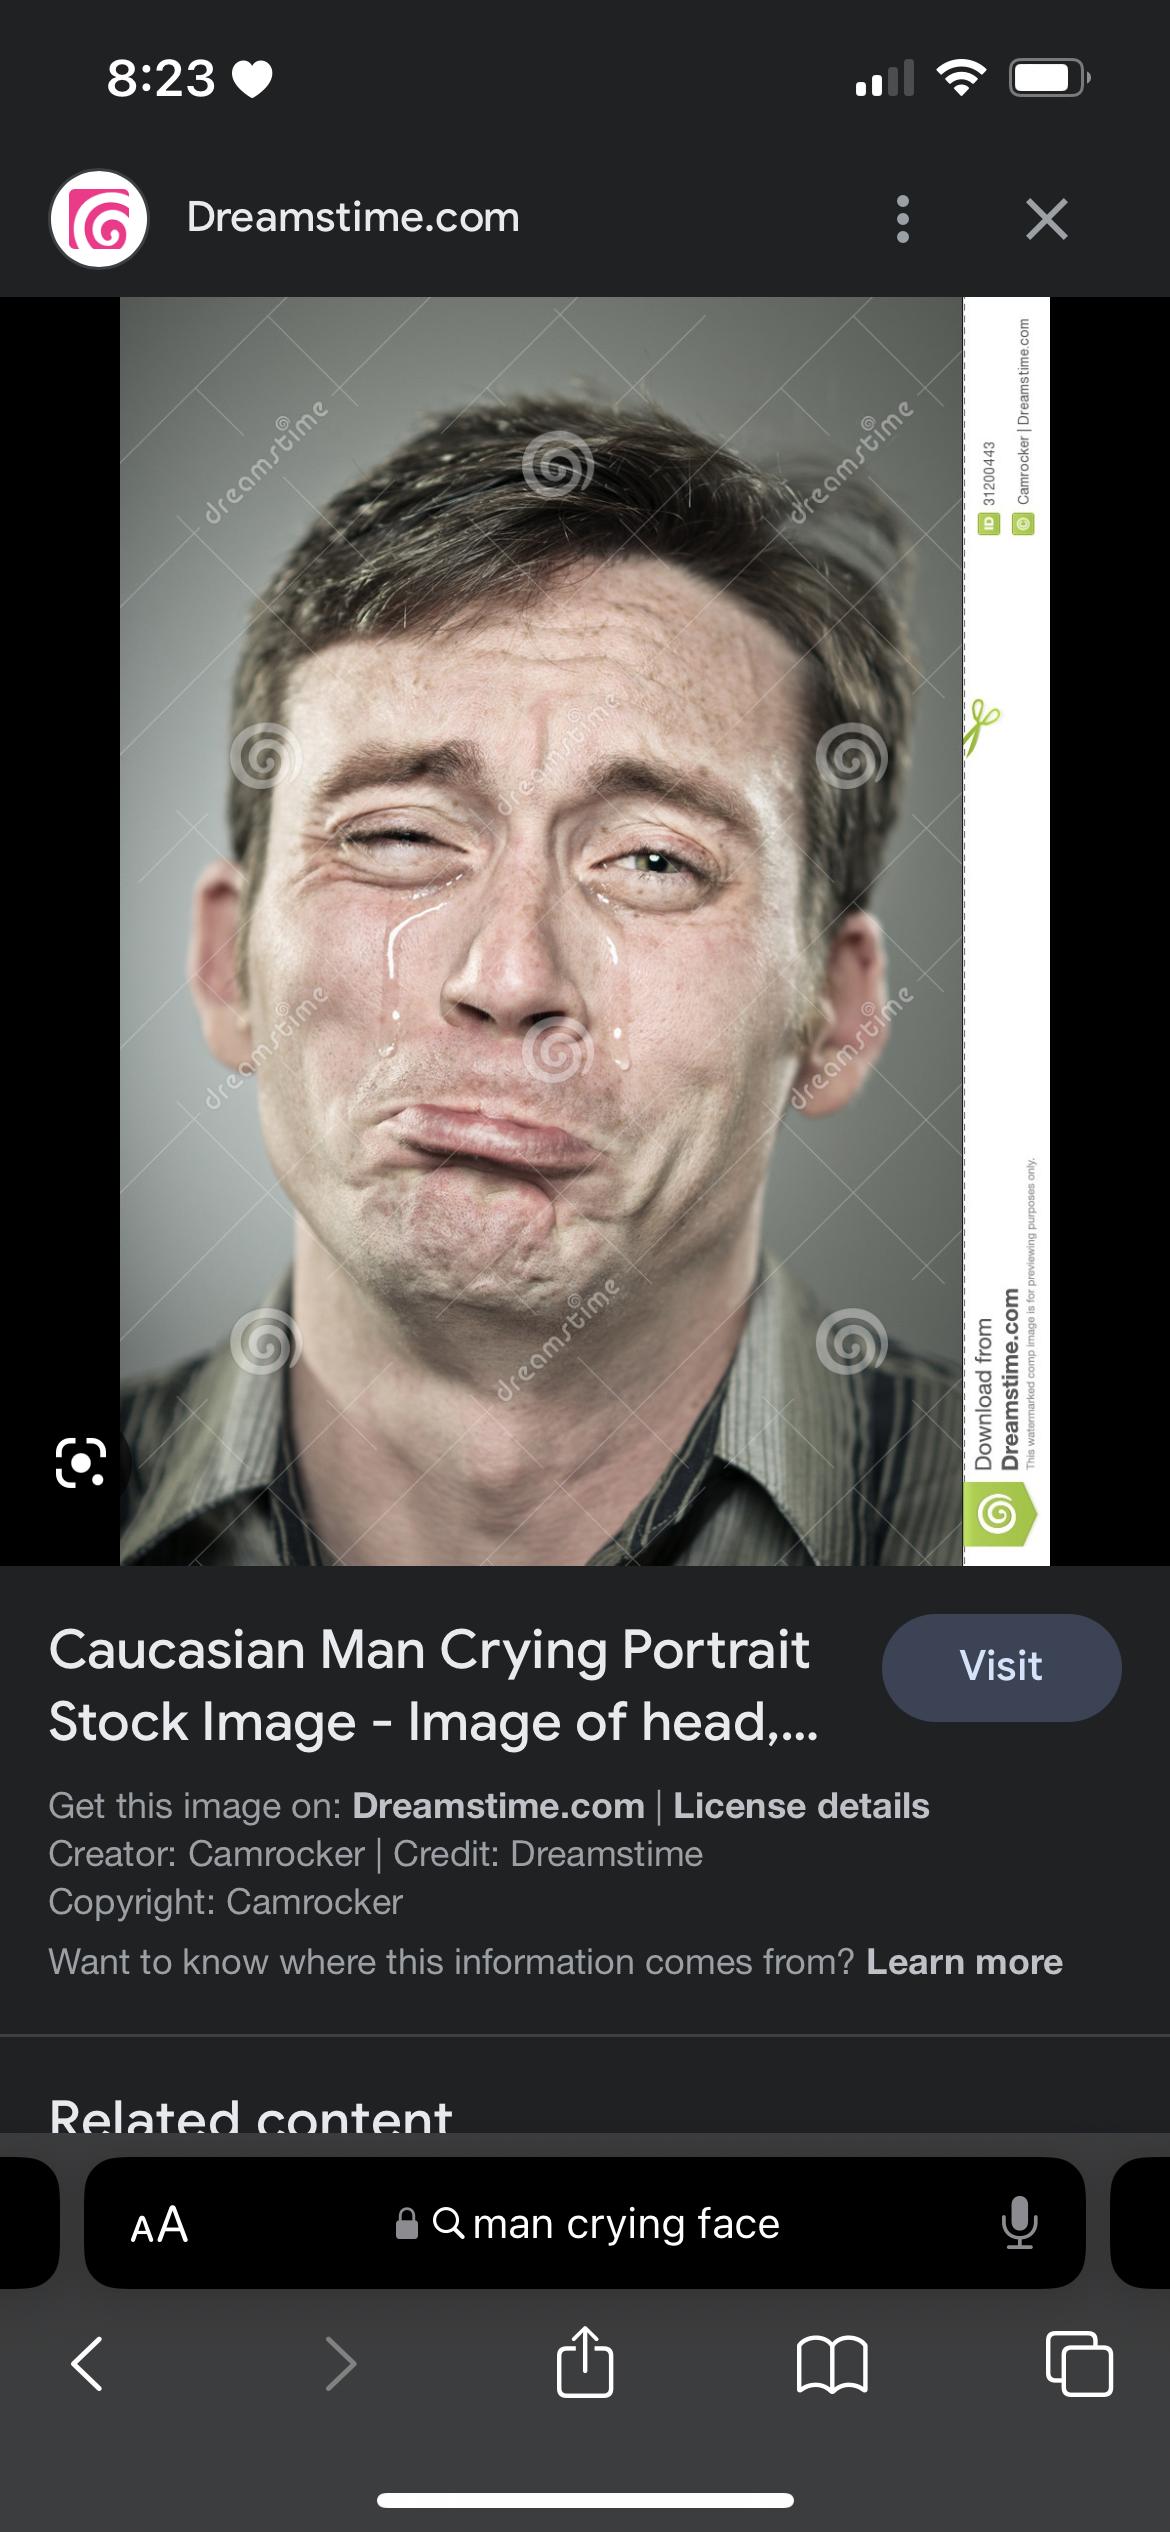 8:23
Dreamstime.com
dreamstime
dreamstime
dreamstime
dreamstime
dreamstime
dreamstime
ID 31200443
© Camrocker | Dreamstime.com
Download from
Dreamstime.com
This watermarked comp image is for previewing purposes only.
Caucasian Man Crying Portrait
Stock Image - Image of head,...
Visit
Get this image on: Dreamstime.com | License details
Creator: Camrocker | Credit: Dreamstime
Copyright: Camrocker
Want to know where this information comes from? Learn more
Related content
AA
man crying face